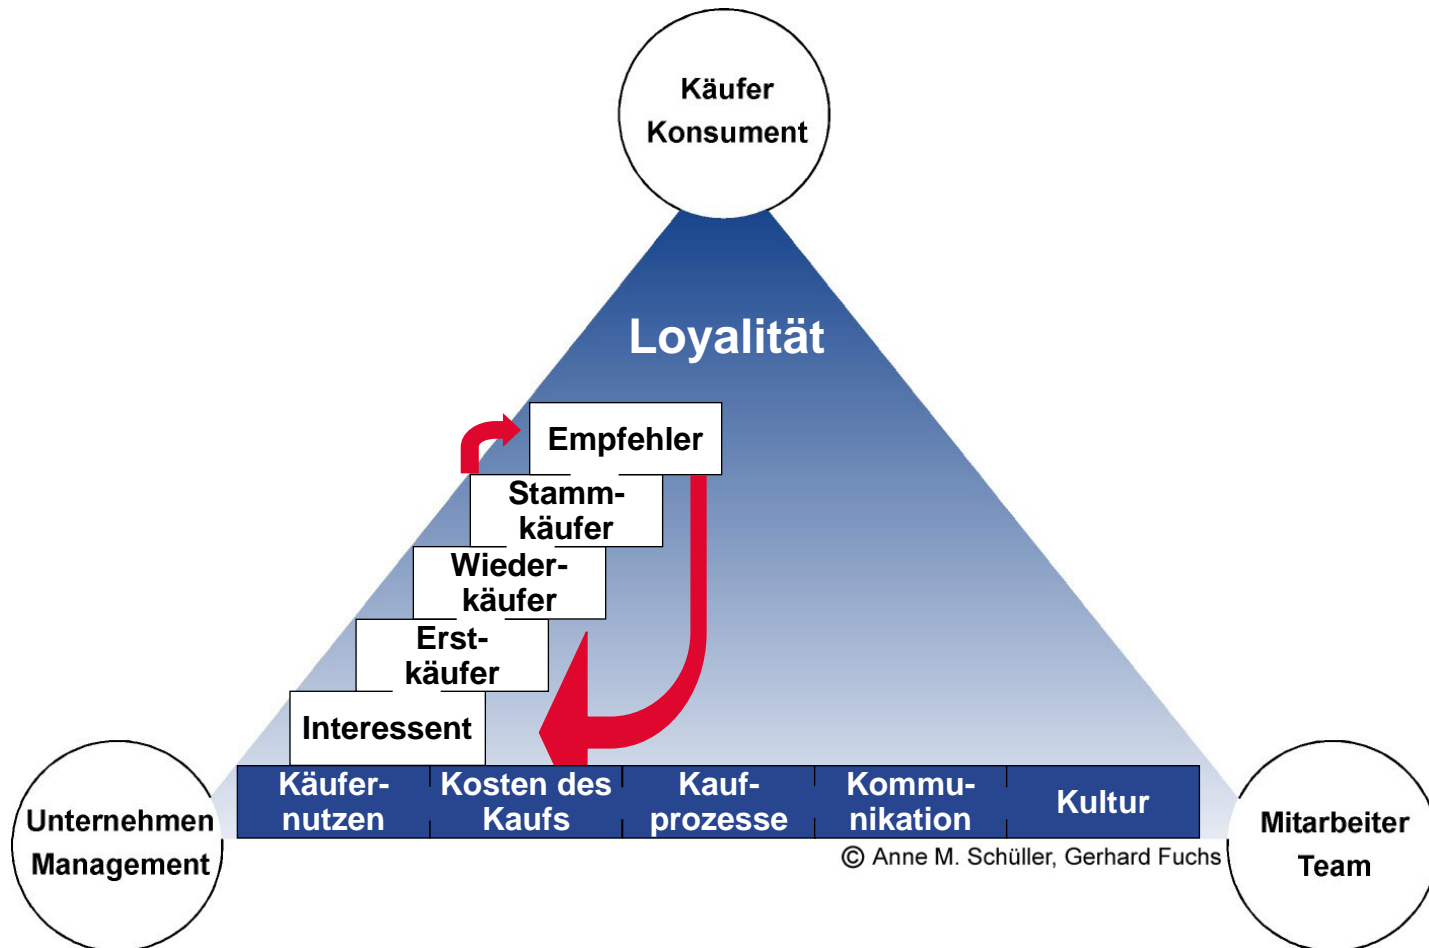 Käufer
Konsument
Loyalität
Empfehler
Stamm-
käufer
Wieder-
käufer
Erst-
käufer
Interessent
Käufer-
nutzen
Kosten des
Kaufs
Kauf-
prozesse
Kommu-
nikation
Kultur
Unternehmen
Management
Mitarbeiter
Team
© Anne M. Schüller, Gerhard Fuchs